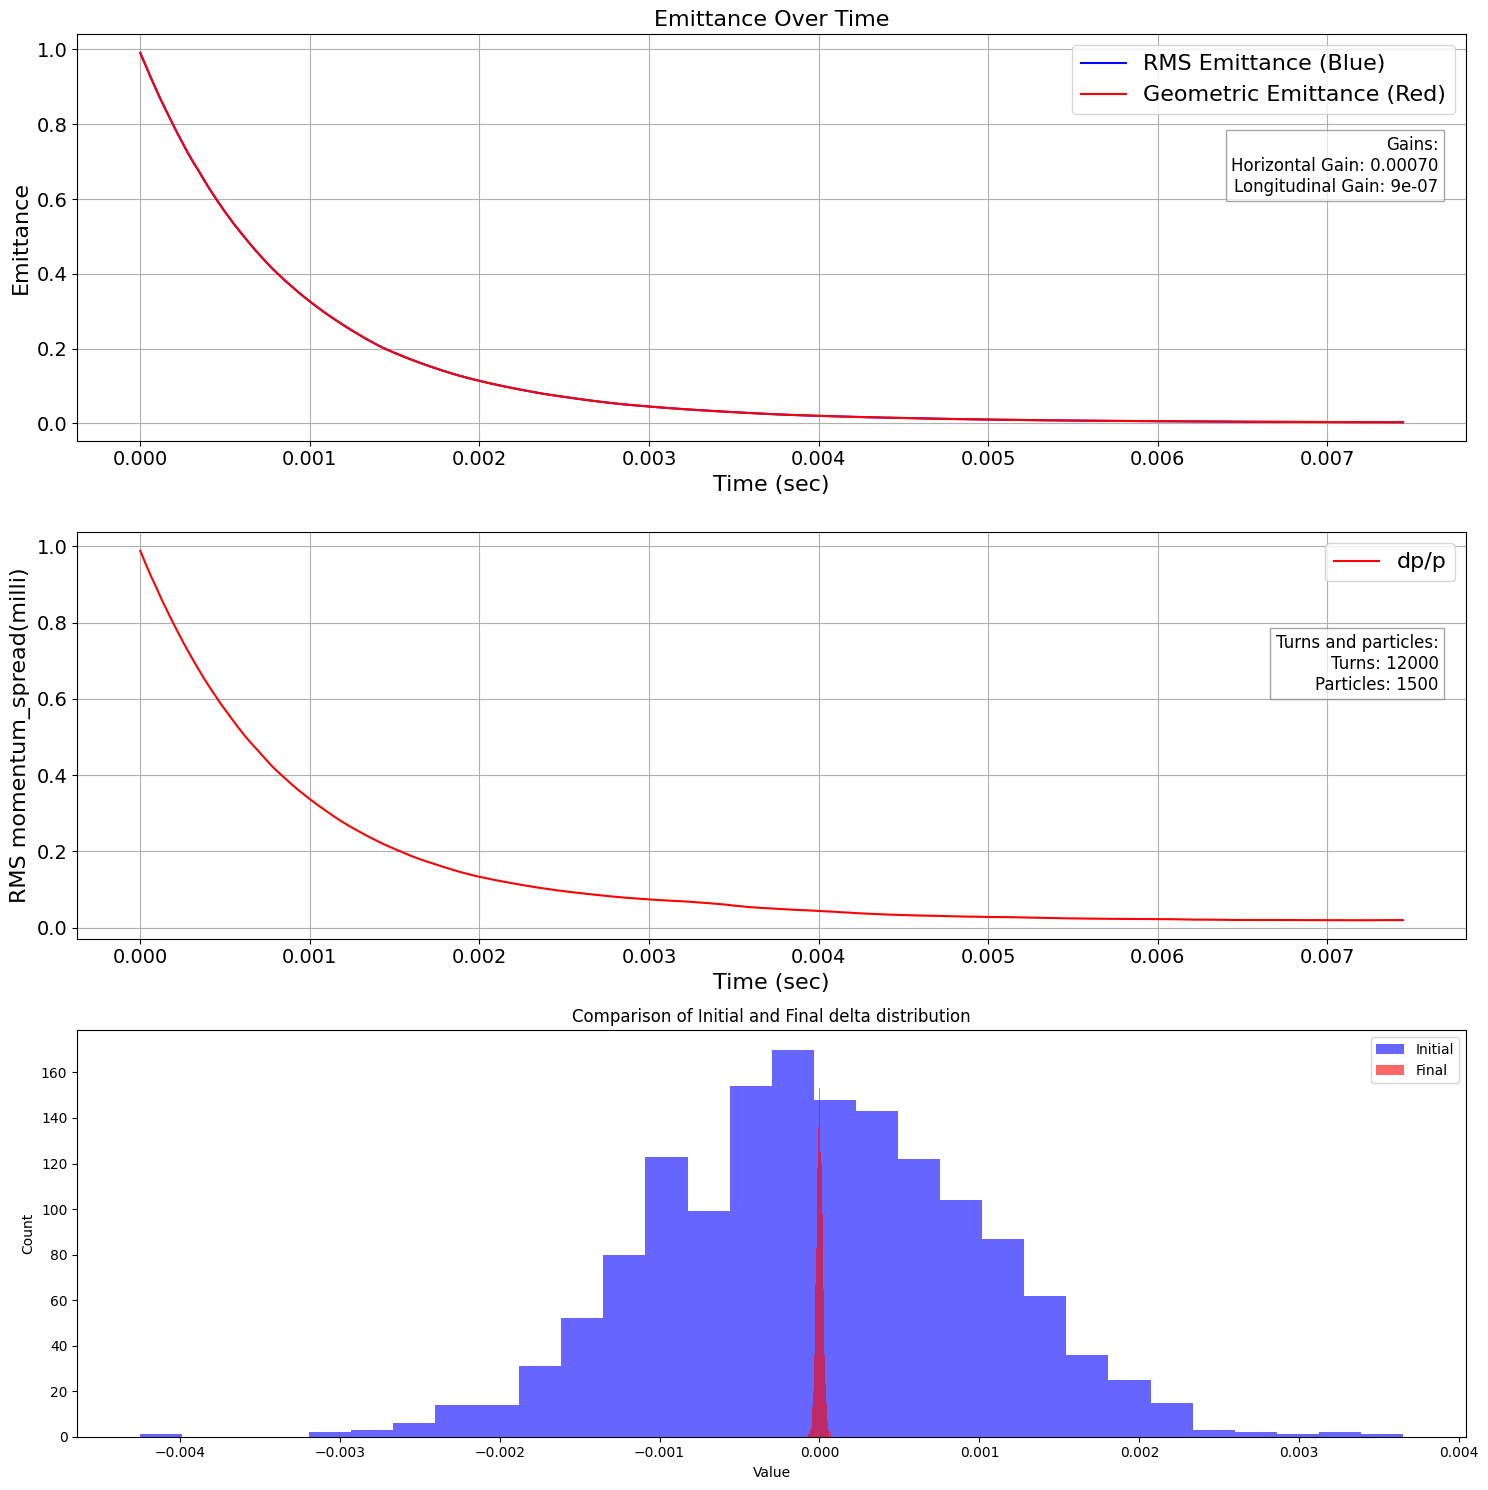 Emittance Over Time
1.0
0.8
0.6
0.4
0.2
0.0
Emittance
RMS Emittance (Blue)
Geometric Emittance (Red)
Gains:
Horizontal Gain: 0.00070
Longitudinal Gain: 9e-07
0.000 0.001 0.002 0.003 0.004 0.005 0.006 0.007
Time (sec)
1.0
0.8
0.6
0.4
0.2
0.0
RMS momentum_spread(milli)
dp/p
Turns and particles:
Turns: 12000
Particles: 1500
0.000 0.001 0.002 0.003 0.004 0.005 0.006 0.007
Time (sec)
Comparison of Initial and Final delta distribution
160
140
120
100
80
60
40
20
0
Count
Initial
Final
−0.004 −0.003 −0.002 −0.001 0.000 0.001 0.002 0.003 0.004
Value